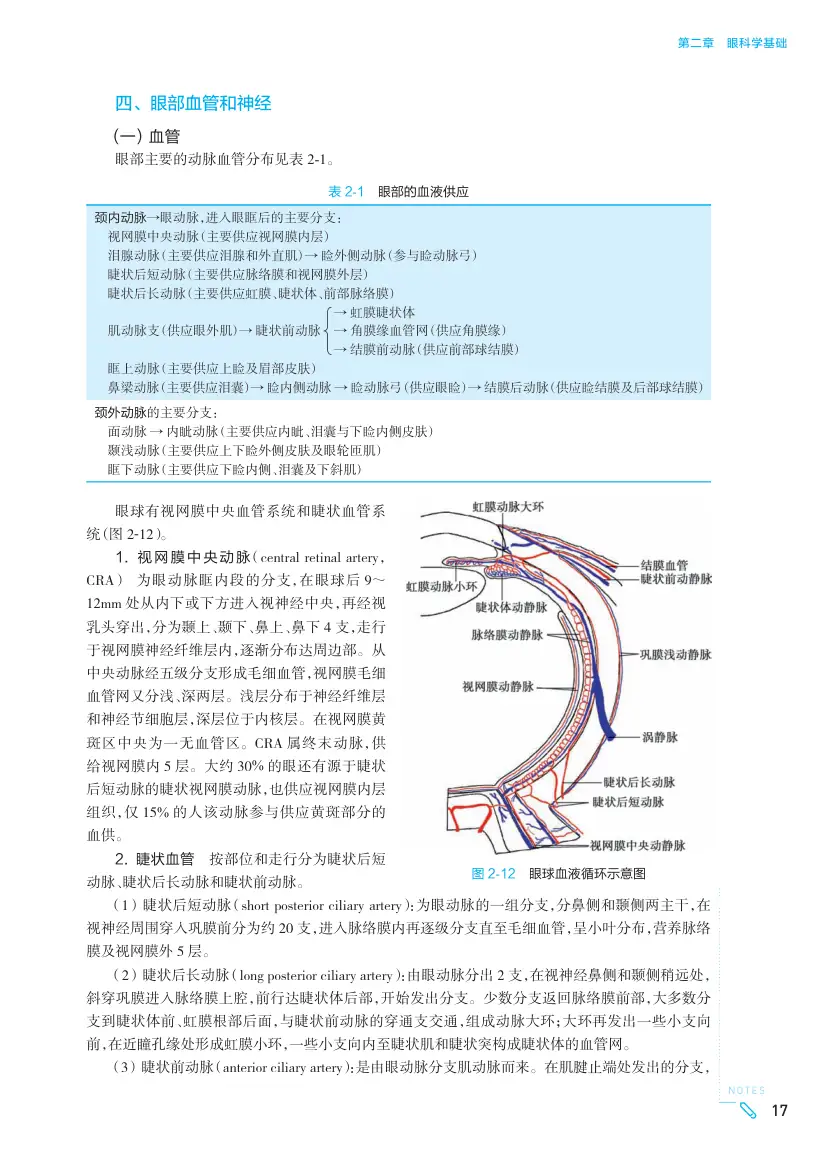 第二章 眼科学基础
四、眼部血管和神经
（一）血管
眼部主要的动脉血管分布见表 2-1。
表 2-1 眼部的血液供应
颈内动脉→眼动脉,进入眼眶后的主要分支：
视网膜中央动脉（主要供应视网膜内层）
泪腺动脉（主要供应泪腺和外直肌）→ 睑外侧动脉（参与睑动脉弓）
睫状后短动脉（主要供应脉络膜和视网膜外层）
睫状后长动脉（主要供应虹膜、睫状体、前部脉络膜）
→ 虹膜睫状体
肌动脉支（供应眼外肌）→ 睫状前动脉 → 角膜缘血管网（供应角膜缘）
→ 结膜前动脉（供应前部球结膜）
眶上动脉（主要供应上睑及眉部皮肤）
鼻梁动脉（主要供应泪囊）→ 睑内侧动脉 → 睑动脉弓（供应眼睑）→ 结膜后动脉（供应睑结膜及后部球结膜）
颈外动脉的主要分支：
面动脉 → 内眦动脉（主要供应内眦、泪囊与下睑内侧皮肤）
颞浅动脉（主要供应上下睑外侧皮肤及眼轮匝肌）
眶下动脉（主要供应下睑内侧、泪囊及下斜肌）
眼球有视网膜中央血管系统和睫状血管系
统（图 2-12）。
1. 视网膜中央动脉（central retinal artery，
CRA） 为眼动脉眶内段的分支,在眼球后 9～
12mm 处从内下或下方进入视神经中央,再经视
乳头穿出,分为颞上、颞下、鼻上、鼻下 4 支,走行
于视网膜神经纤维层内,逐渐分布达周边部。从
中央动脉经五级分支形成毛细血管,视网膜毛细
血管网又分浅、深两层。浅层分布于神经纤维层
和神经节细胞层,深层位于内核层。在视网膜黄
斑区中央为一无血管区。CRA 属终末动脉,供
给视网膜内 5 层。大约 30% 的眼还有源于睫状
后短动脉的睫状视网膜动脉,也供应视网膜内层
组织,仅 15% 的人该动脉参与供应黄斑部分的
血供。
2. 睫状血管 按部位和走行分为睫状后短
动脉、睫状后长动脉和睫状前动脉。
虹膜动脉大环
结膜血管
睫状前动静脉
虹膜动脉小环
睫状体动静脉
脉络膜动静脉
巩膜浅动静脉
视网膜动静脉
涡静脉
睫状后长动脉
睫状后短动脉
视网膜中央动静脉
图 2-12 眼球血液循环示意图
（1）睫状后短动脉（short posterior ciliary artery）：为眼动脉的一组分支,分鼻侧和颞侧两主干,在
视神经周围穿入巩膜前分为约 20 支,进入脉络膜内再逐级分支直至毛细血管,呈小叶分布,营养脉络
膜及视网膜外 5 层。
（2）睫状后长动脉（long posterior ciliary artery）：由眼动脉分出 2 支,在视神经鼻侧和颞侧稍远处,
斜穿巩膜进入脉络膜上腔,前行达睫状体后部,开始发出分支。少数分支返回脉络膜前部,大多数分
支到睫状体前、虹膜根部后面,与睫状前动脉的穿通支交通,组成动脉大环；大环再发出一些小支向
前,在近瞳孔缘处形成虹膜小环,一些小支向内至睫状肌和睫状突构成睫状体的血管网。
（3）睫状前动脉（anterior ciliary artery）：是由眼动脉分支肌动脉而来。在肌腱止端处发出的分支,
NOTES
17